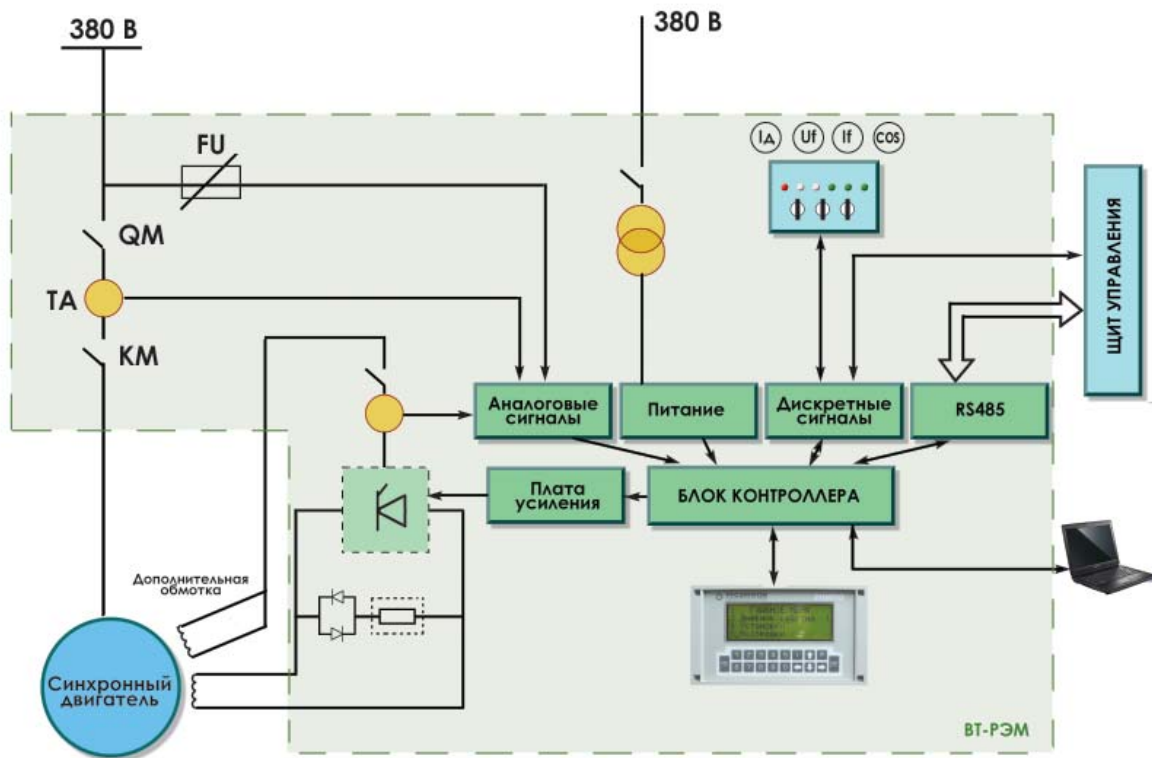 380 В
380 В
FU
Iд Uf If cos
QM
TA
KM
ЩИТ УПРАВЛЕНИЯ
Аналоговые
сигналы
Питание
Дискретные
сигналы
RS485
Плата
усиления
БЛОК КОНТРОЛЛЕРА
Дополнительная
обмотка
Синхронный
двигатель
ВТ-РЭМ